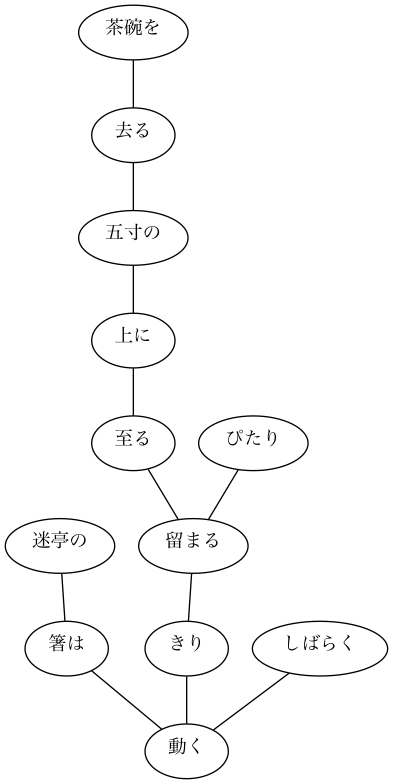 茶碗を
去る
五寸の
上に
至る
ぴたり
迷亭の
留まる
箸は
きり
しばらく
動く